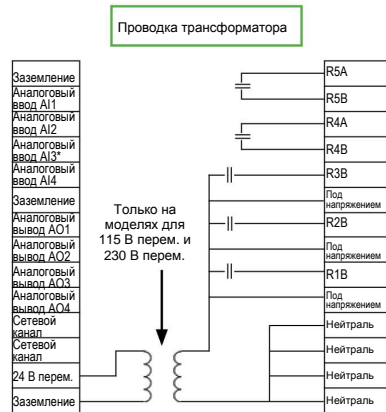 Проводка трансформатора
Заземление
Аналоговый
ввод AI1
Аналоговый
ввод AI2
Аналоговый
ввод AI3*
Аналоговый
ввод AI4
Заземление
Аналоговый
вывод AO1
Аналоговый
вывод AO2
Аналоговый
вывод AO3
Аналоговый
вывод AO4
Сетевой
канал
Сетевой
канал
24 В перем.
Заземление
Только на
моделях для
115 В перем. и
230 В перем.
R5A
R5B
R4A
R4B
R3B
Под
напряжением
R2B
Под
напряжением
R1B
Под
напряжением
Нейтраль
Нейтраль
Нейтраль
Нейтраль